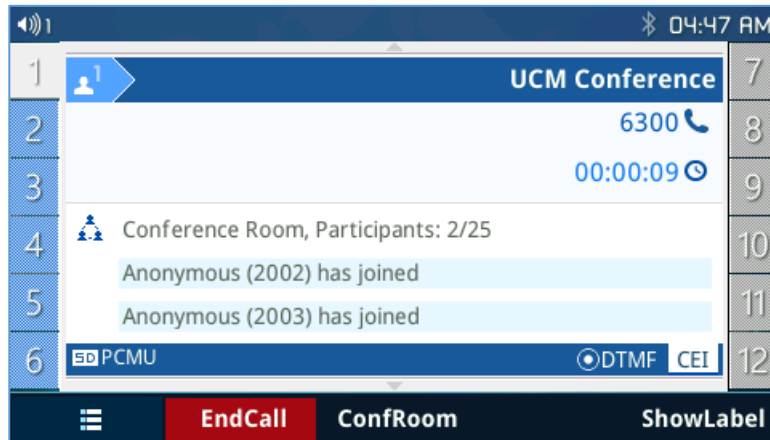 1 04:47 AM
1 1 UCM Conference 7
2 6300 8
3 00:00:09 9
4 Conference Room, Participants: 2/25 10
Anonymous (2002) has joined
5 Anonymous (2003) has joined 11
6 SD PCMU DTMF CEI 12
EndCall ConfRoom ShowLabel